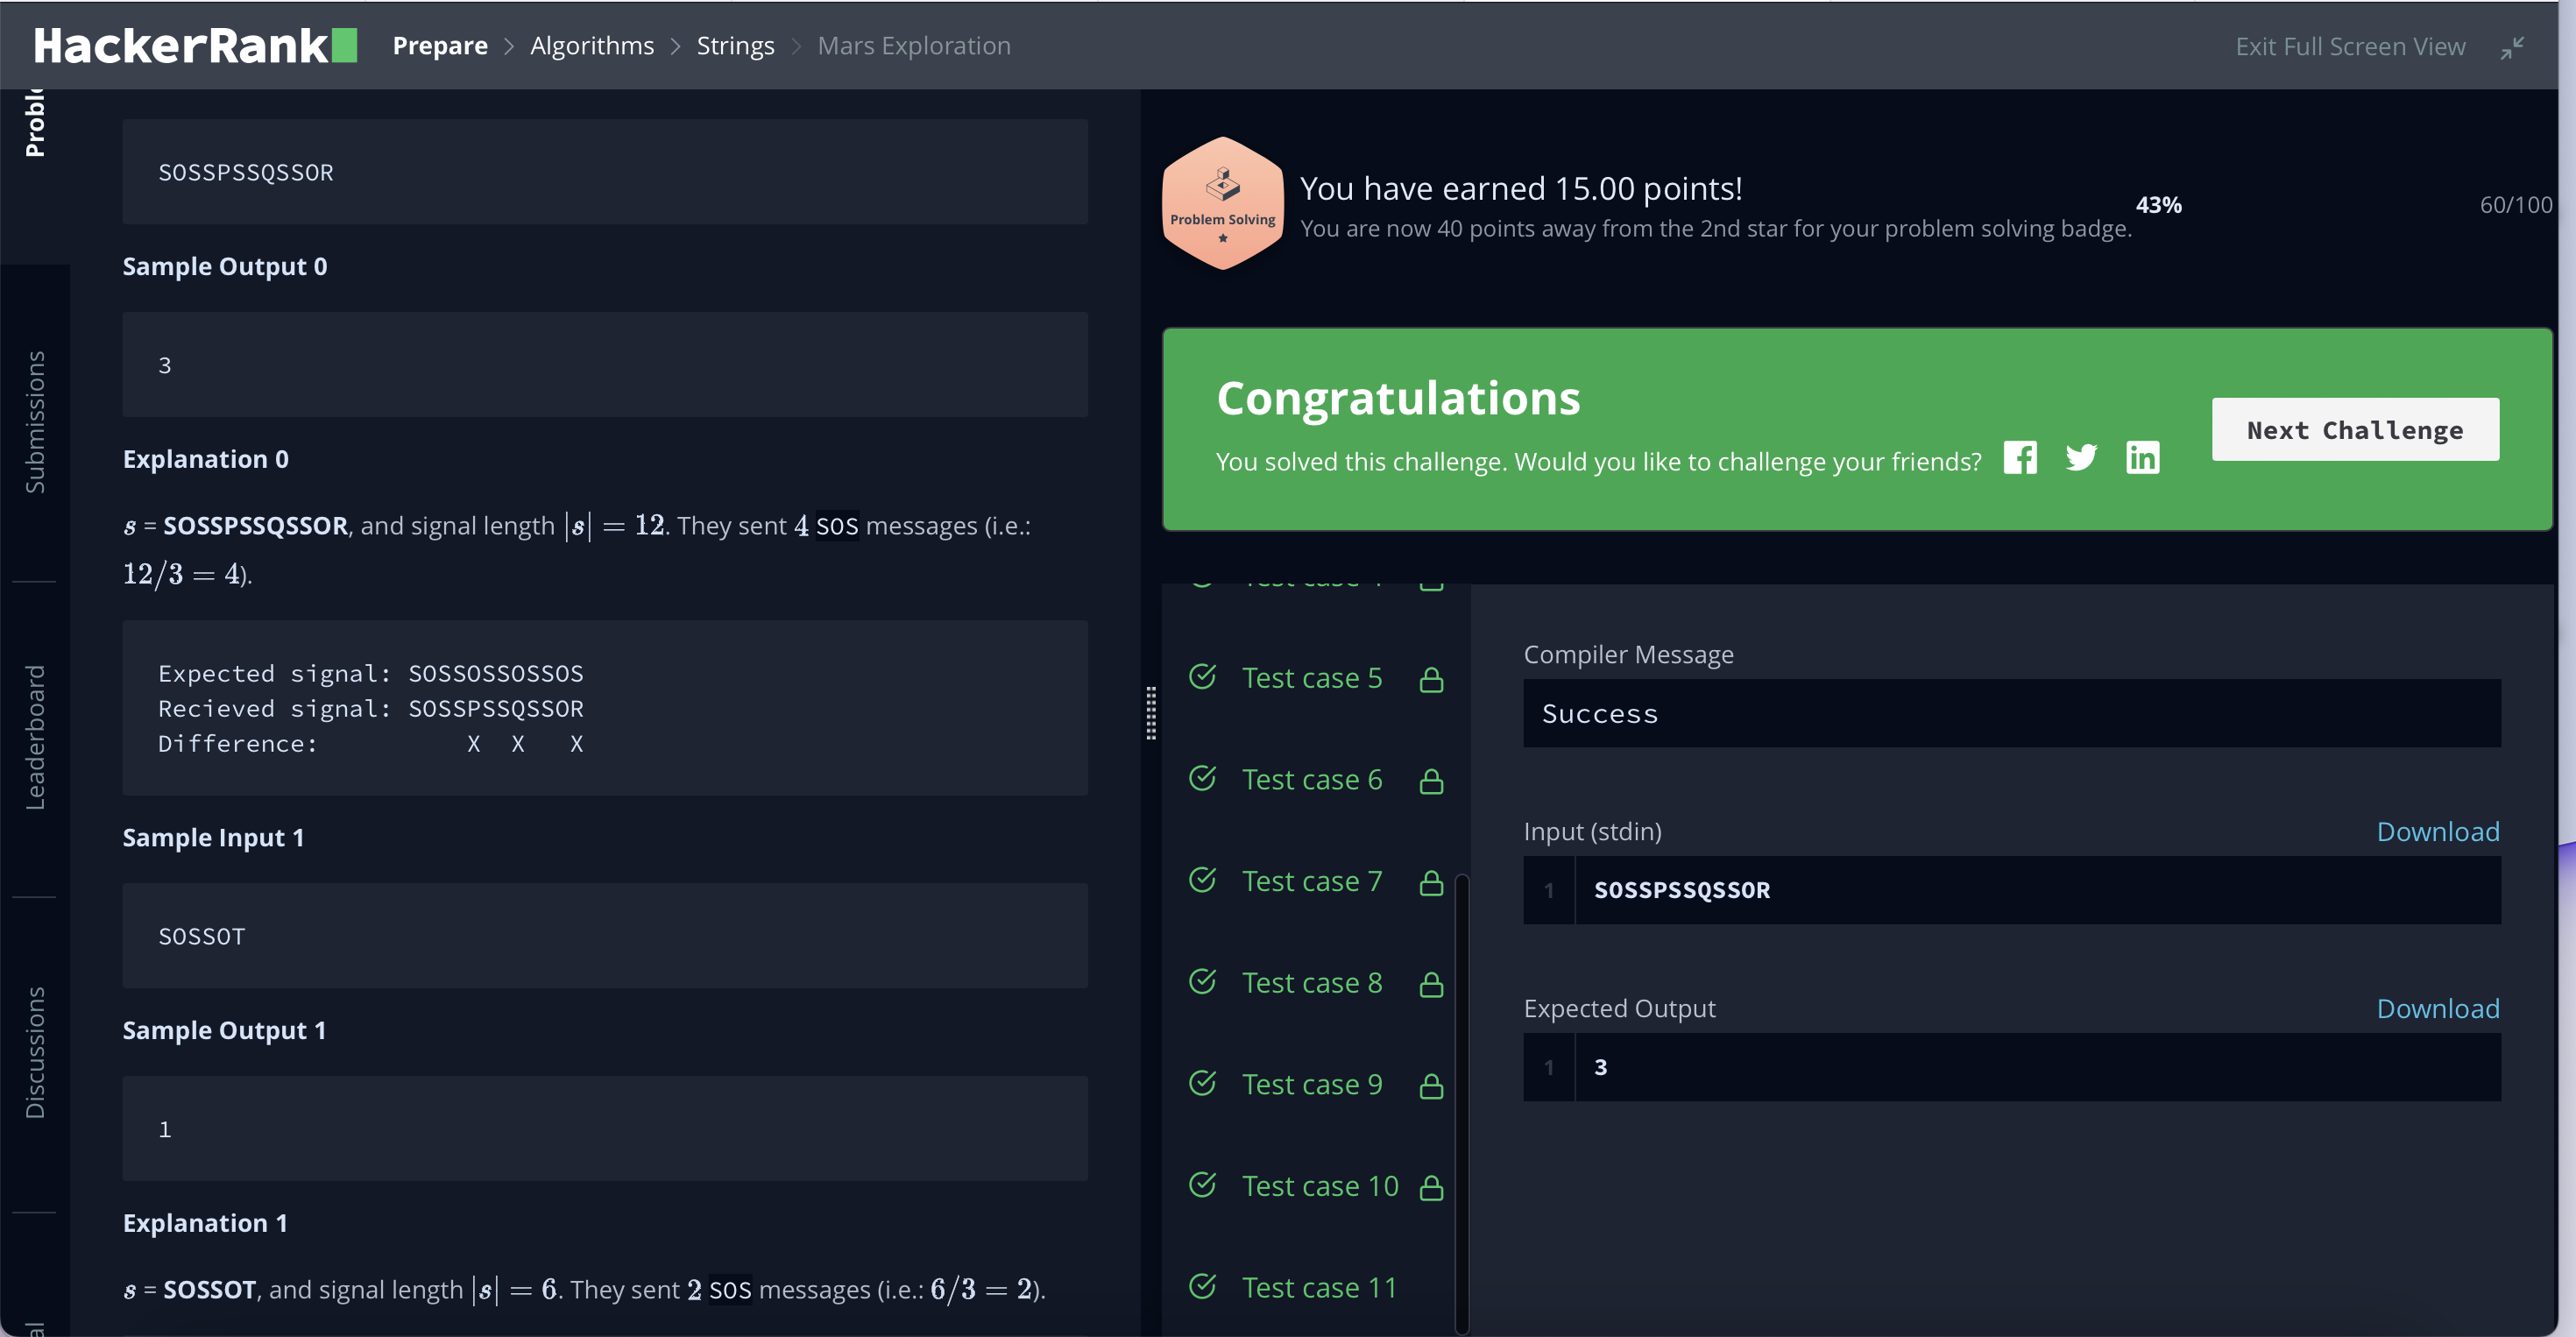 HackerRank
Prepare > Algorithms > Strings > Mars Exploration
Exit Full Screen View
Submissions
Leaderboard
Discussions
SOSSPSSQSSOR
Sample Output 0
3
Explanation 0
s = SOSSPSSQSSOR, and signal length |s| = 12. They sent 4 SOS messages (i.e.:
12/3 = 4).
Expected signal: SOSSOSSOSSOS
Recieved signal: SOSSPSSQSSOR
Difference: X X X
Sample Input 1
SOSSOT
Sample Output 1
1
Explanation 1
s = SOSSOT, and signal length |s| = 6. They sent 2 SOS messages (i.e.: 6/3 = 2).
Problem Solving
You have earned 15.00 points!
You are now 40 points away from the 2nd star for your problem solving badge.
43%
60/100
Congratulations
You solved this challenge. Would you like to challenge your friends?
Next Challenge
Test case 5
Test case 6
Test case 7
Test case 8
Test case 9
Test case 10
Test case 11
Compiler Message
Success
Input (stdin)
Download
1 SOSSPSSQSSOR
Expected Output
Download
1 3